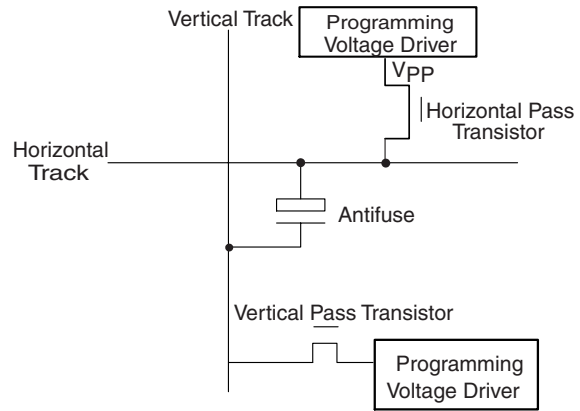 Vertical Track
Programming
Voltage Driver
VPP
Horizontal Pass
Transistor
Horizontal
Track
Antifuse
Vertical Pass Transistor
Programming
Voltage Driver